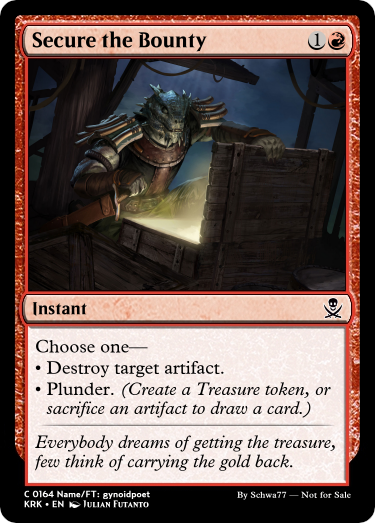 Secure the Bounty 1
Instant
Choose one—
• Destroy target artifact.
• Plunder. (Create a Treasure token, or
sacrifice an artifact to draw a card.)
Everybody dreams of getting the treasure,
few think of carrying the gold back.
C 0164 Name/FT: gynoidpoet
KRK • EN Julian Futanto
By Schwa77 — Not for Sale